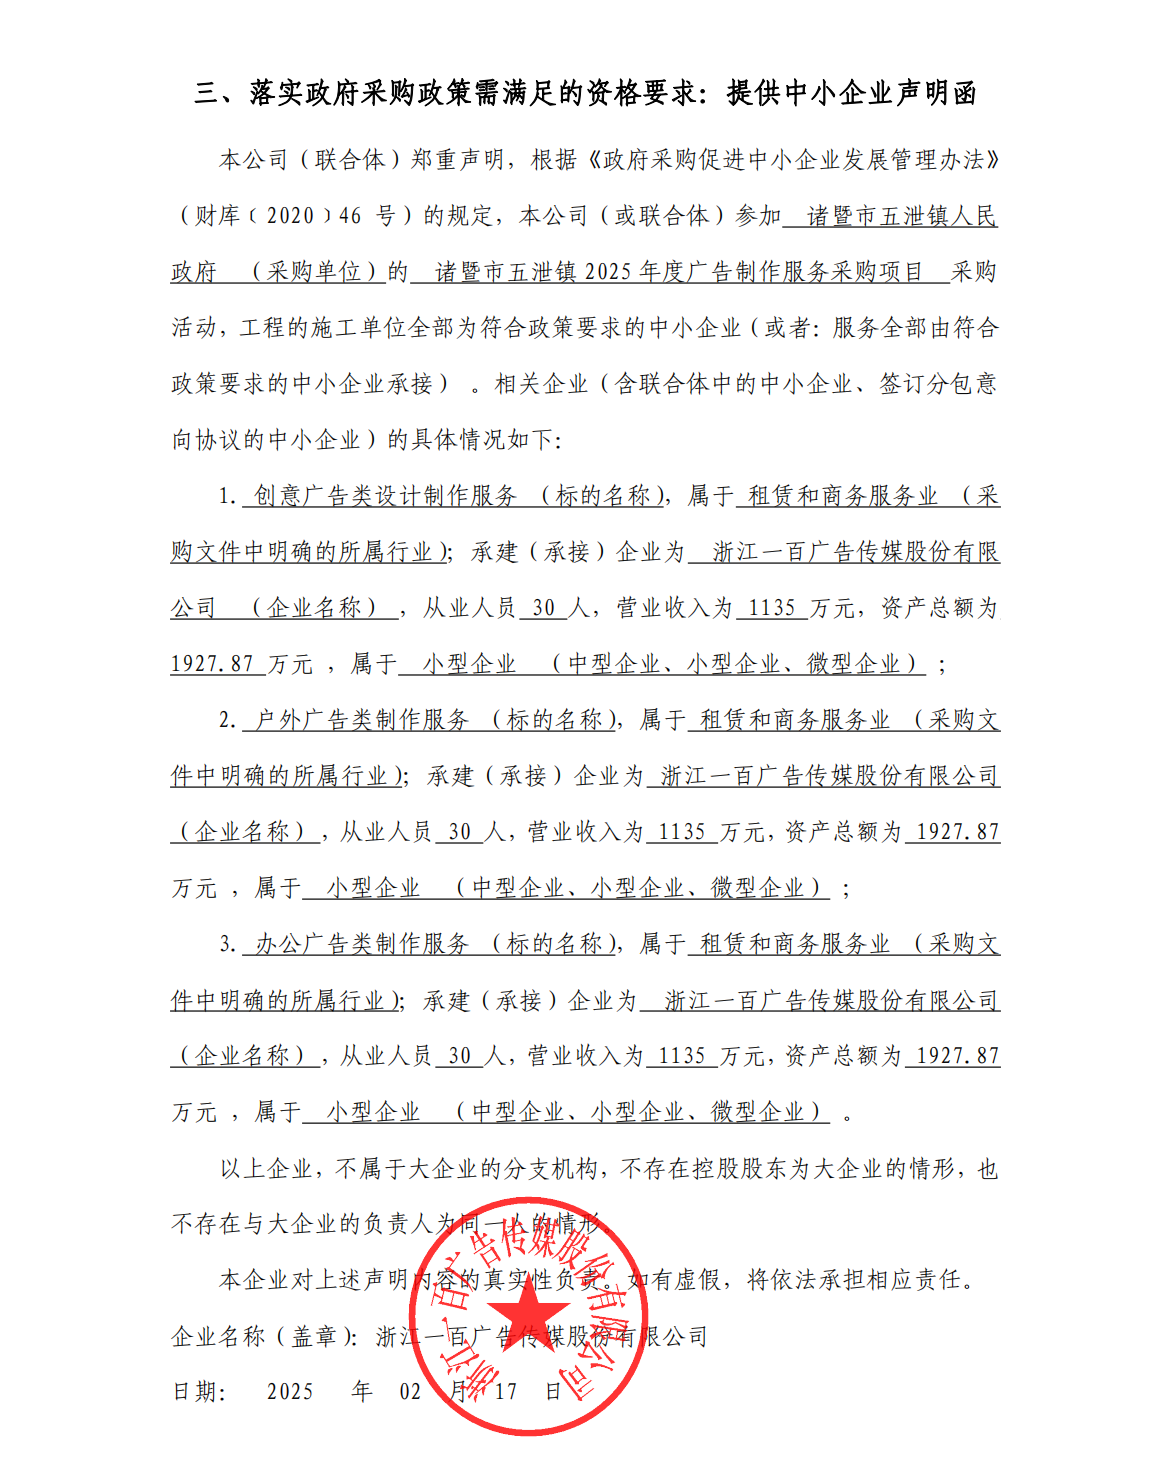 三、落实政府采购政策需满足的资格要求：提供中小企业声明函
本公司（联合体）郑重声明，根据《政府采购促进中小企业发展管理办法》
（财库﹝2020﹞46 号）的规定，本公司（或联合体）参加 诸暨市五泄镇人民
政府 （采购单位）的 诸暨市五泄镇 2025 年度广告制作服务采购项目 采购
活动，工程的施工单位全部为符合政策要求的中小企业（或者：服务全部由符合
政策要求的中小企业承接） 。相关企业（含联合体中的中小企业、签订分包意
向协议的中小企业）的具体情况如下：
1. 创意广告类设计制作服务 （标的名称），属于 租赁和商务服务业 （采
购文件中明确的所属行业）；承建（承接）企业为 浙江一百广告传媒股份有限
公司 （企业名称） ，从业人员 30 人，营业收入为 1135 万元，资产总额为
1927.87 万元 ，属于 小型企业 （中型企业、小型企业、微型企业） ；
2. 户外广告类制作服务 （标的名称），属于 租赁和商务服务业 （采购文
件中明确的所属行业）；承建（承接）企业为 浙江一百广告传媒股份有限公司
（企业名称） ，从业人员 30 人，营业收入为 1135 万元，资产总额为 1927.87
万元 ，属于 小型企业 （中型企业、小型企业、微型企业） ；
3. 办公广告类制作服务 （标的名称），属于 租赁和商务服务业 （采购文
件中明确的所属行业）；承建（承接）企业为 浙江一百广告传媒股份有限公司
（企业名称） ，从业人员 30 人，营业收入为 1135 万元，资产总额为 1927.87
万元 ，属于 小型企业 （中型企业、小型企业、微型企业） 。
以上企业，不属于大企业的分支机构，不存在控股股东为大企业的情形，也
不存在与大企业的负责人为同一人的情形。
本企业对上述声明内容的真实性负责。如有虚假，将依法承担相应责任。
企业名称（盖章）：浙江一百广告传媒股份有限公司
日期： 2025 年 02 月 17 日
浙江一百广告传媒股份有限公司